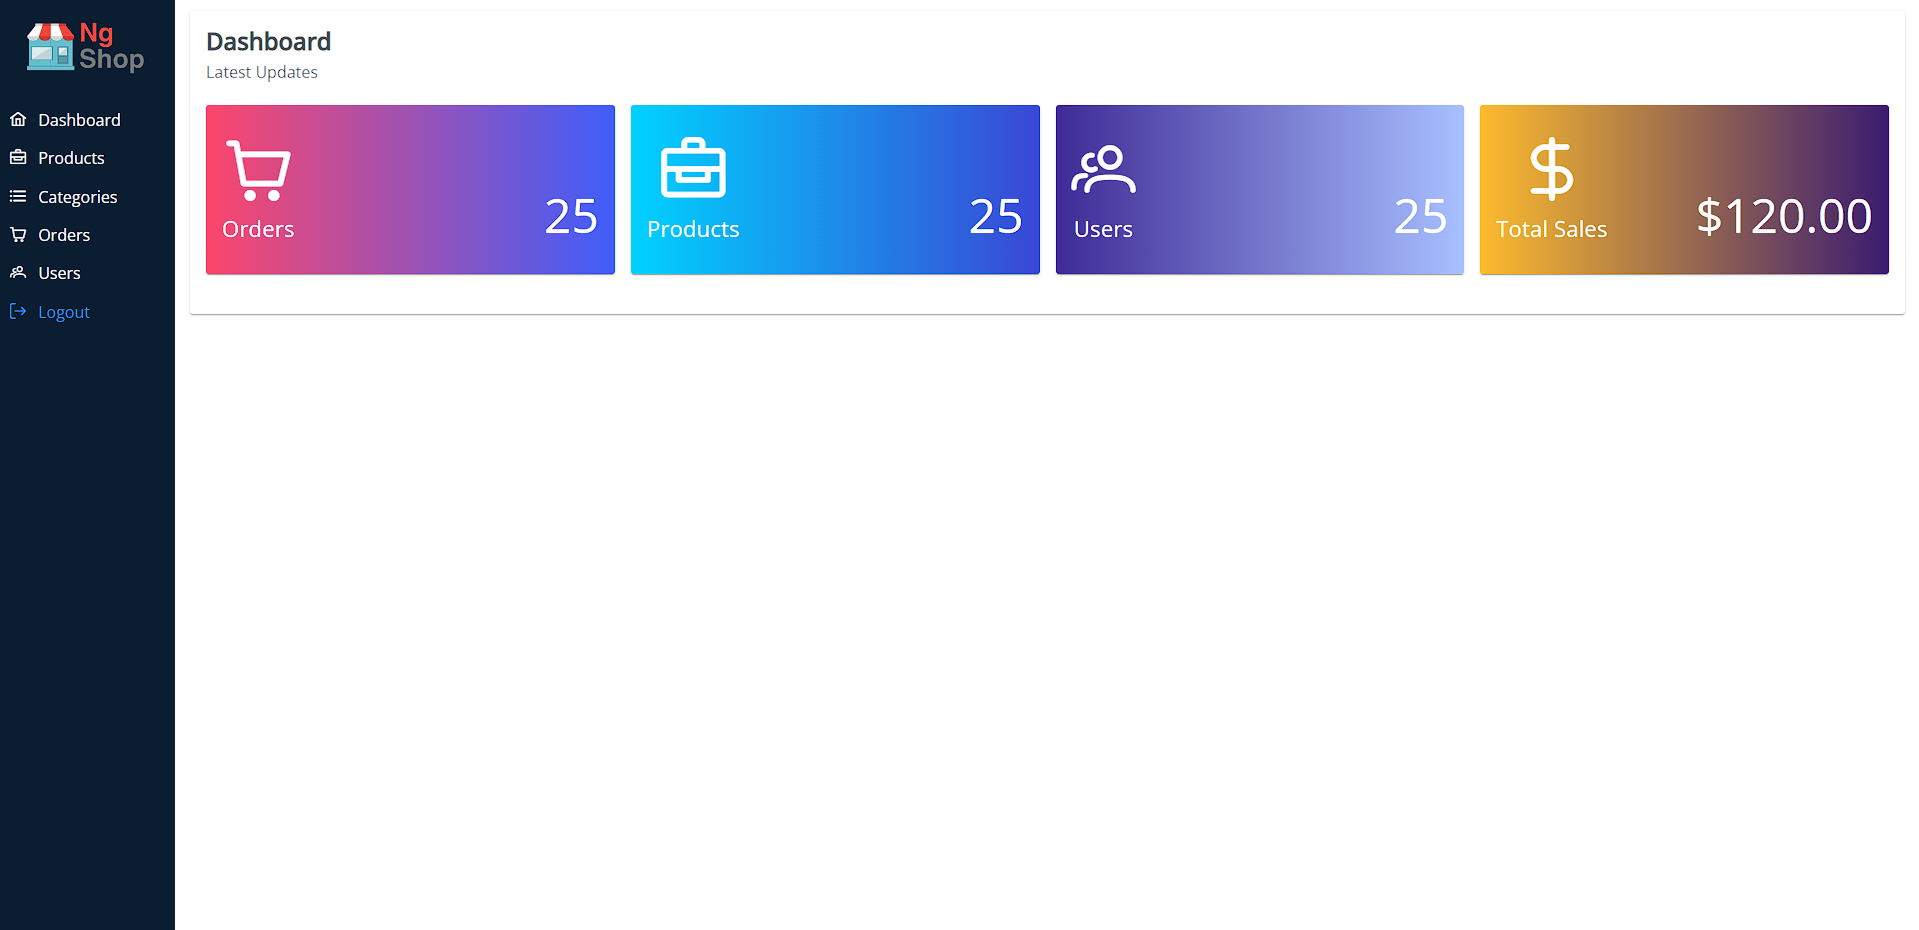 Ng
Shop
Dashboard
Products
Categories
Orders
Users
Logout
Dashboard
Latest Updates
Orders
25
Products
25
Users
25
Total Sales
$120.00